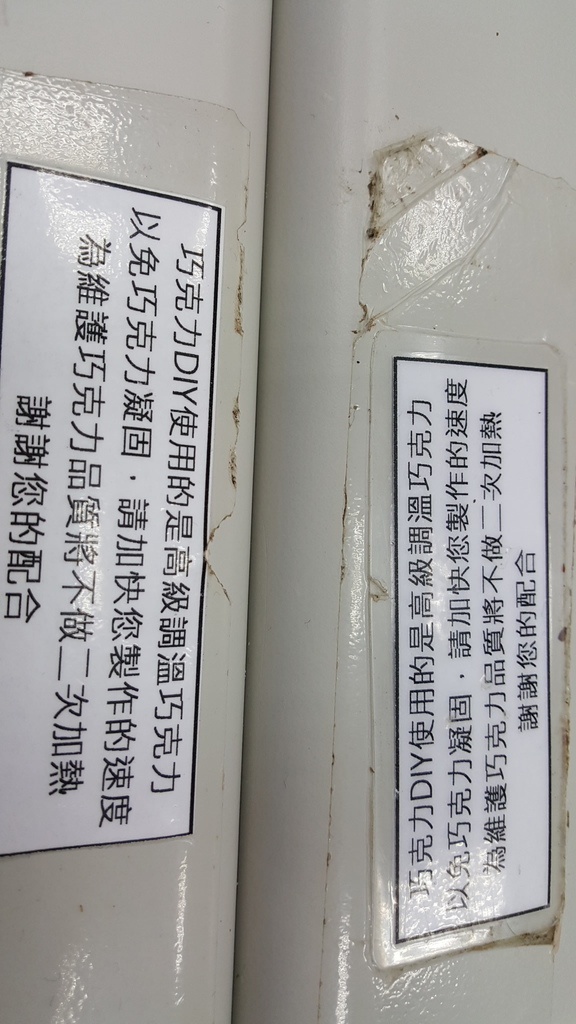 巧克力DIY使用的是高級調溫巧克力
以免巧克力凝固，請加快您製作的速度
為維護巧克力品質將不做二次加熱
謝謝您的配合
巧克力DIY使用的是高級調溫巧克力
以免巧克力凝固，請加快您製作的速度
為維護巧克力品質將不做二次加熱
謝謝您的配合